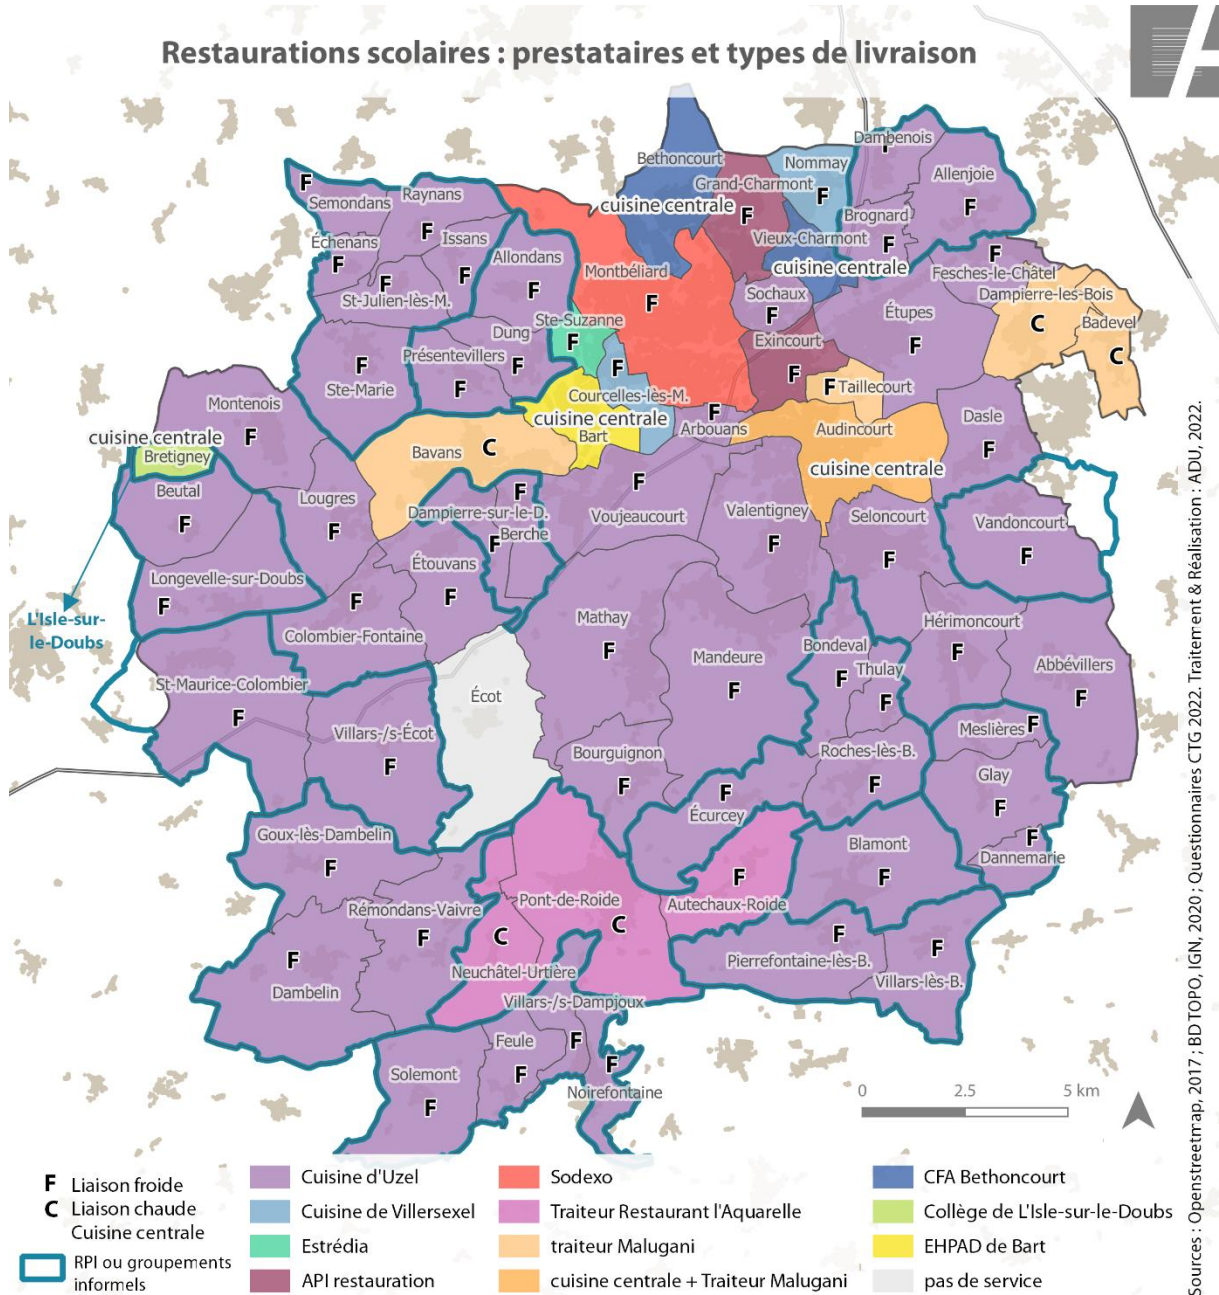 Restaurations scolaires : prestataires et types de livraison
A
Dambenois
F
Bethoncourt
Nommay
Allenjoie
Grand-Charmont
F
F
Semondans
Raynans
cuisine centrale
F
F
Brognard
F
Issans
Vieux-Charmont
F
Échenans
Allondans
cuisine centrale
F
F
F
F
Montbéliard
Fesches-le-Châtel
F
St-Julien-lès-M.
F
F
Sochaux
Dampierre-les-Bois
F
Étupes
Ste-Suzanne
C
Badevel
Dung
F
Exincourt
F
C
Présentevillers
F
F
F
F
F
Taillecourt
Ste-Marie
F
Courcelles-lès-M.
Montenois
F
cuisine centrale
Arbouans
Audincourt
Dasle
cuisine centrale
F
Bart
F
Bretigney
Bavans
C
cuisine centrale
Beutal
F
F
Lougres
Dampierre-sur-le-D.
Voujeaucourt
Valentigney
Seloncourt
Vandoncourt
F
F
Berche
F
F
F
F
Étouvans
Longevelle-sur-Doubs
F
F
F
L'Isle-sur-
le-Doubs
Colombier-Fontaine
Mathay
F
Hérimoncourt
Bondeval
F
Mandeure
Abbévillers
St-Maurice-Colombier
Écot
Thulay
F
F
F
F
F
Villars-/s-Écot
Meslières
F
Bourguignon
Roches-lès-B.
F
F
F
Glay
F
F
Écurcey
Goux-lès-Dambelin
Blamont
F
Dannemarie
F
F
F
Pont-de-Roide
Autechaux-Roide
Rémondans-Vaivre
F
C
C
F
F
F
Pierrefontaine-lès-B.
Neuchâtel-Urtière
Villars-lès-B.
Dambelin
Villars-/s-Dampjoux
Feule
F
Solemont
F
F
Noirefontaine
F
0 2.5 5 km
F Liaison froide
C Liaison chaude
Cuisine centrale
RPI ou groupements
informels
Cuisine d'Uzel
Cuisine de Villersexel
Estrédia
API restauration
Sodexo
Traiteur Restaurant l'Aquarelle
traiteur Malugani
cuisine centrale + Traiteur Malugani
CFA Bethoncourt
Collège de L'Isle-sur-le-Doubs
EHPAD de Bart
pas de service
Sources : Openstreetmap, 2017 ; BD TOPO, IGN, 2020 ; Questionnaires CTG 2022. Traitement & Réalisation : ADU, 2022.